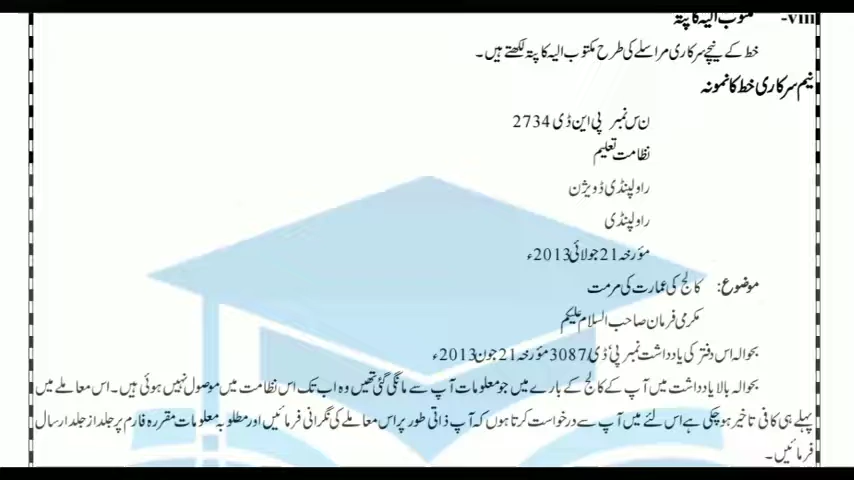 viii- مکتوب الیہ کا پتہ
خط کے نیچے سرکاری مراسلے کی طرح مکتوب الیہ کا پتہ لکھتے ہیں۔
نیم سرکاری خط کا نمونہ
ن س نمبر پی این ڈی 2734
نظامت تعلیم
راولپنڈی ڈویژن
راولپنڈی
مؤرخہ 21 جولائی 2013ء
موضوع: کالج کی عمارت کی مرمت
مکرمی فرمان صاحب السلام علیکم
بحوالہ اس دفتر کی یادداشت نمبر پی ڈی/3087 مؤرخہ 21 جون 2013ء
بحوالہ بالا یادداشت میں آپ کے کالج کے بارے میں جو معلومات آپ سے مانگی گئی تھیں وہ اب تک اس نظامت میں موصول نہیں ہوئی ہیں۔ اس معاملے میں
پہلے ہی کافی تاخیر ہو چکی ہے اس لئے میں آپ سے درخواست کرتا ہوں کہ آپ ذاتی طور پر اس معاملے کی نگرانی فرمائیں اور مطلوبہ معلومات مقررہ فارم پر جلد از جلد ارسال
فرمائیں۔